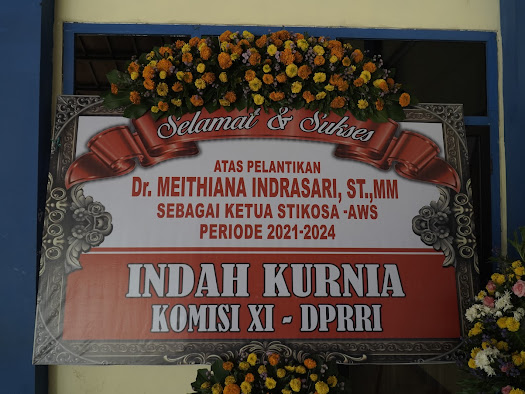 Selamat & Sukses
ATAS PELANTIKAN
Dr. MEITHIANA INDRASARI, ST.,MM
SEBAGAI KETUA STIKOSA -AWS
PERIODE 2021-2024
INDAH KURNIA
KOMISI XI - DPRRI